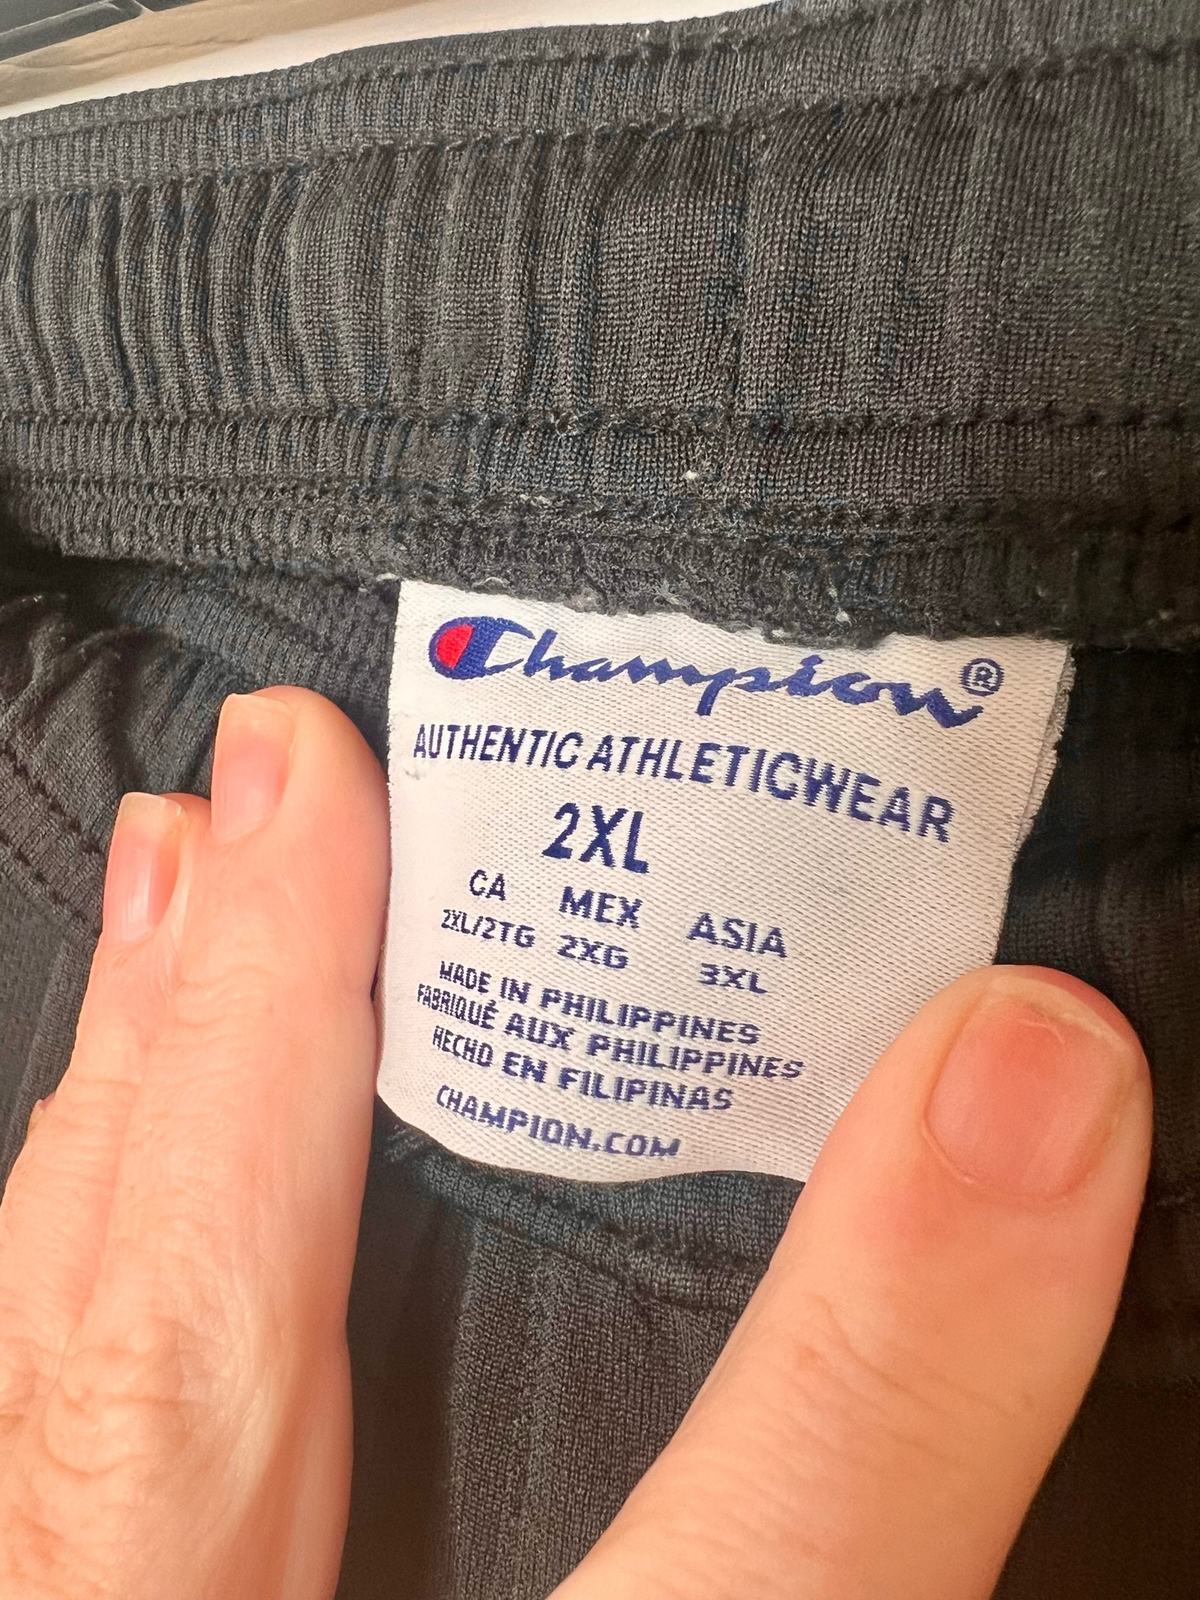 Champion®
AUTHENTIC ATHLETICWEAR
2XL
CA MEX ASIA
2XL/2TG 2XG 3XL
MADE IN PHILIPPINES
FABRIQUÉ AUX PHILIPPINES
HECHO EN FILIPINAS
CHAMPION.COM